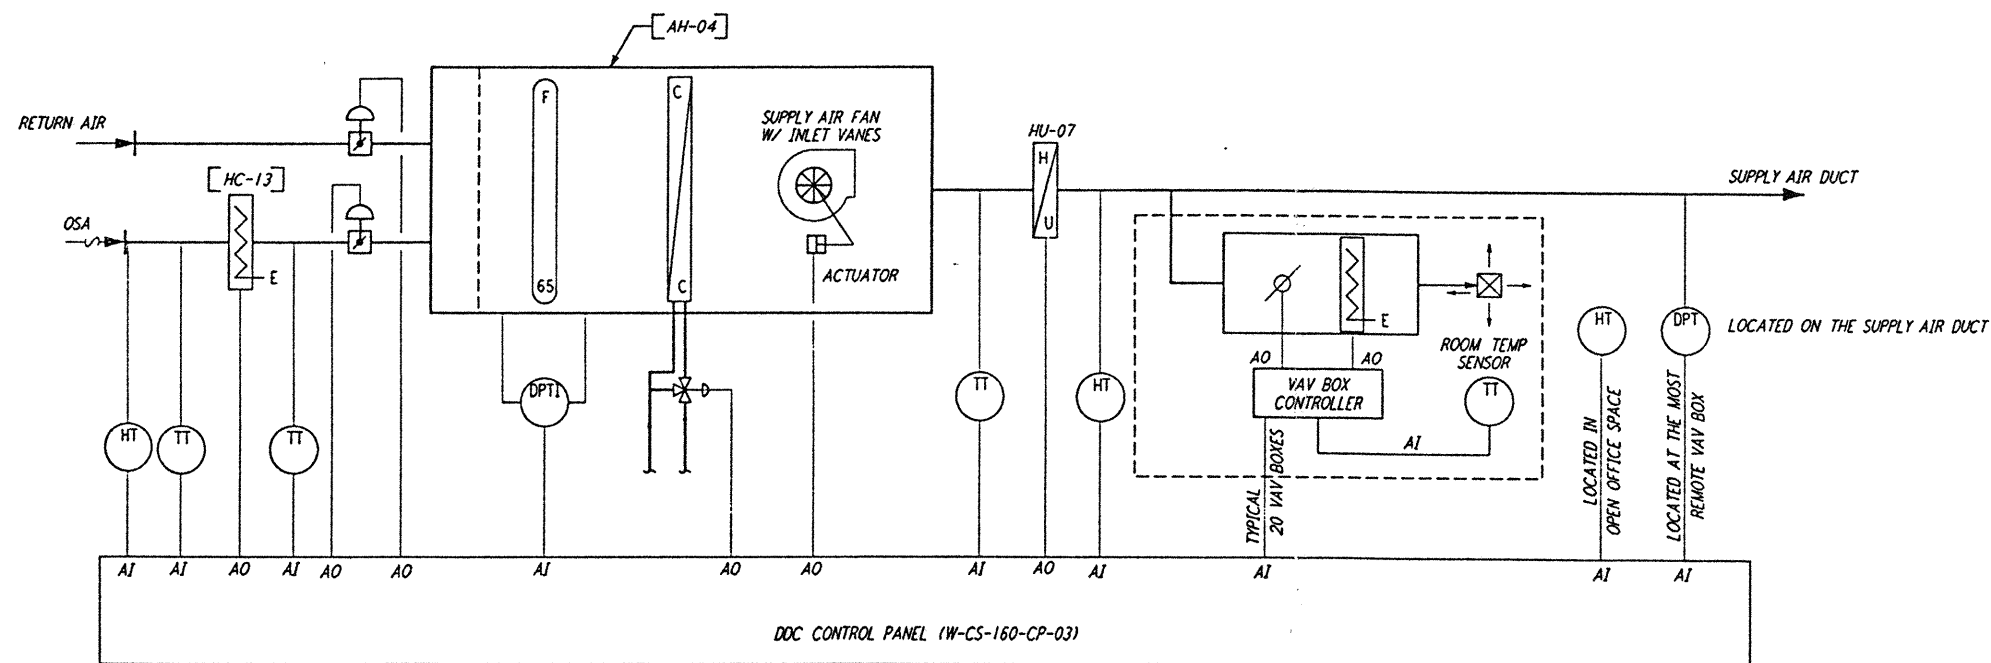 [AH-04]
RETURN AIR
F
C
SUPPLY AIR FAN
W/ INLET VANES
HU-07
H
[HC-13]
SUPPLY AIR DUCT
OSA
U
E
65
C
ACTUATOR
E
HT
DPT
LOCATED ON THE SUPPLY AIR DUCT
AO
AO
ROOM TEMP
SENSOR
DPTI
TT
HT
VAV BOX
CONTROLLER
TT
HT
TT
TT
AI
TYPICAL
20 VAV BOXES
LOCATED IN
OPEN OFFICE SPACE
LOCATED AT THE MOST
REMOTE VAV BOX
AI
AI
AO
AI
AO
AO
AI
AO
AO
AI
AO
AI
AI
AI
AI
DDC CONTROL PANEL (W-CS-160-CP-03)